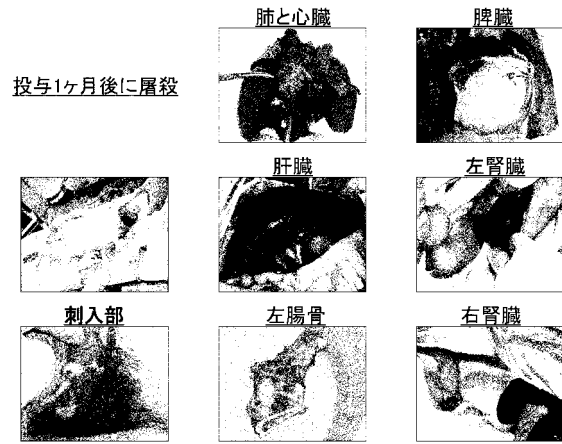 肺と心臓
脾臓
投与1ヶ月後に屠殺
肝臓
左腎臓
刺入部
左腸骨
右腎臓